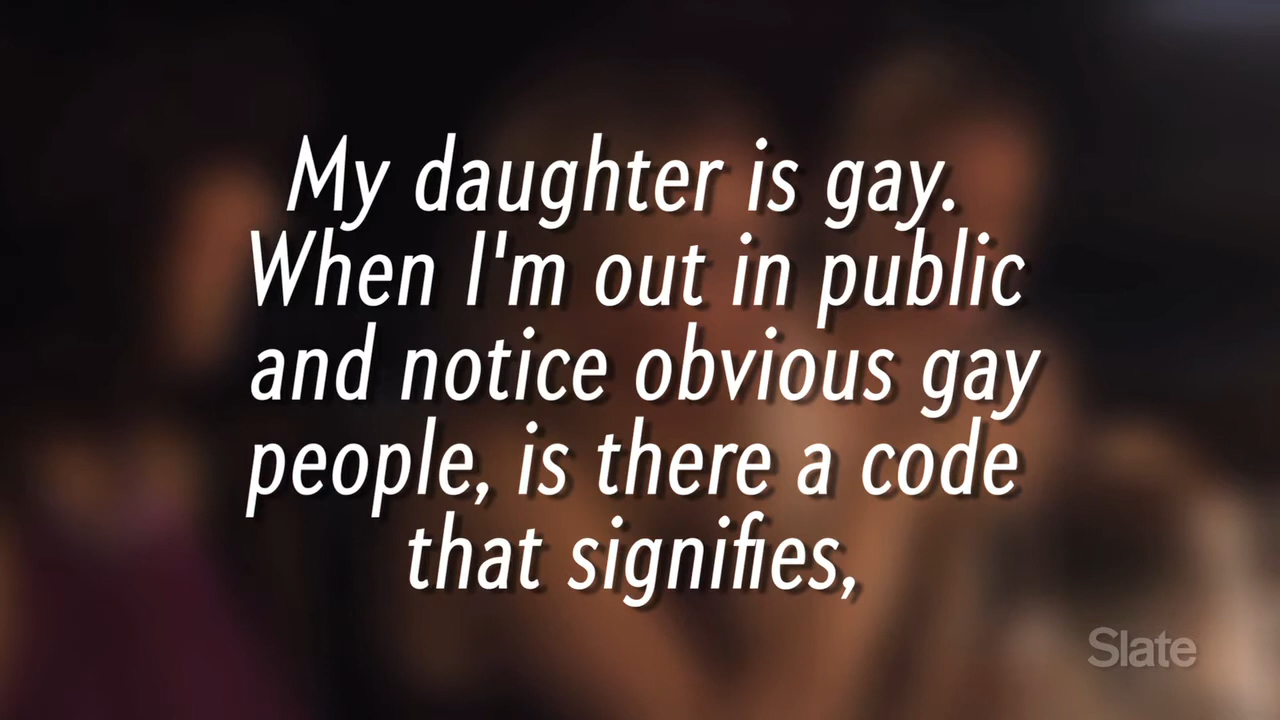 My daughter is gay.
When I'm out in public
and notice obvious gay
people, is there a code
that signifies,
Slate